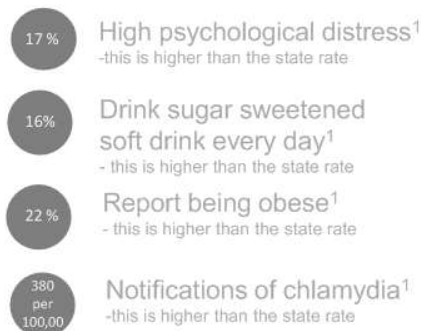 17 %
High psychological distress1
-this is higher than the state rate
16%
Drink sugar sweetened
soft drink every day1
- this is higher than the state rate
22 %
Report being obese1
- this is higher than the state rate
380
per
100,00
Notifications of chlamydia1
-this is higher than the state rate